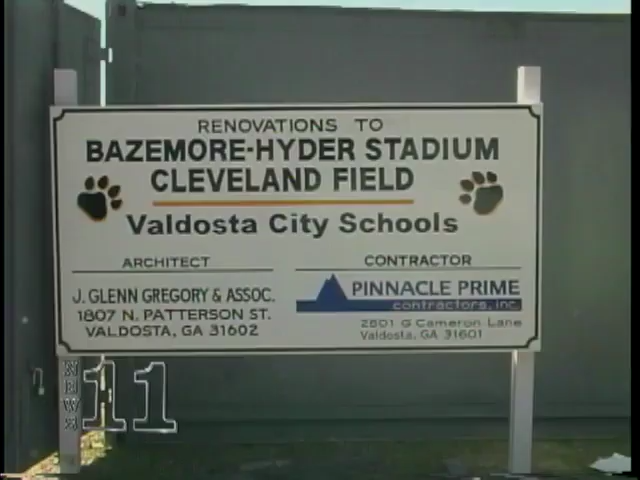 RENOVATIONS TO
BAZEMORE-HYDER STADIUM
CLEVELAND FIELD
Valdosta City Schools
ARCHITECT
J. GLENN GREGORY & ASSOC.
1807 N. PATTERSON ST.
VALDOSTA, GA 31602
CONTRACTOR
PINNACLE PRIME
contractors, inc.
2601 G Cameron Lane
Valdosta, GA 31601
NEWS 11